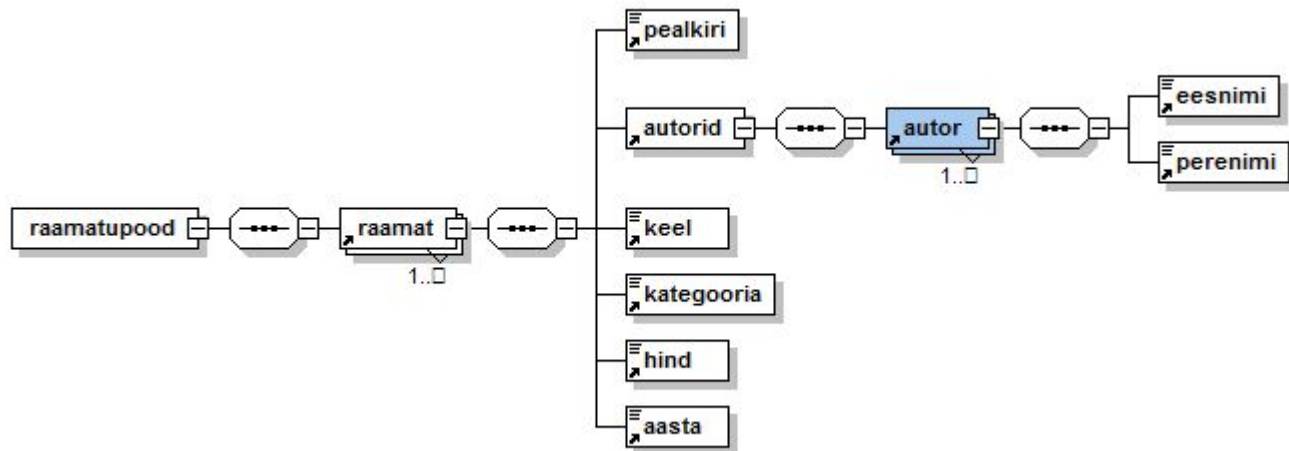 pealkiri
autorid
autor
1..□
eesnimi
perenimi
raamatupood
raamat
1..□
keel
kategooria
hind
aasta